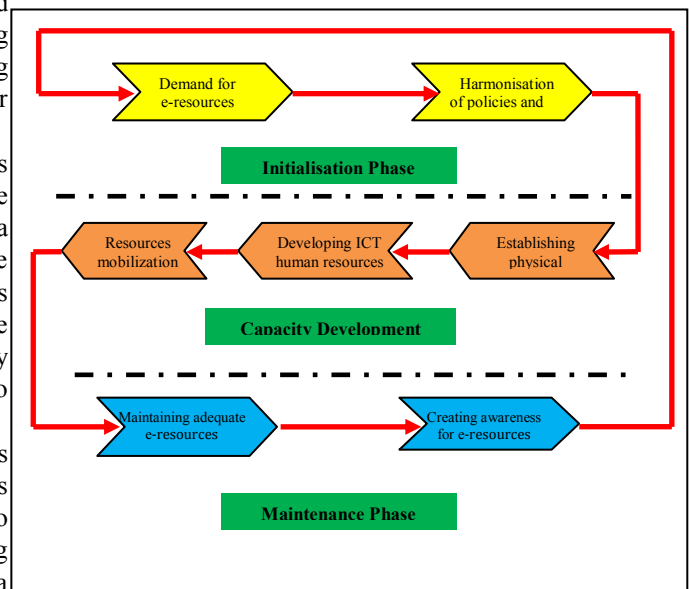 d
g
g
r
s
e
a
e
s
e
y
o
s
s
o
g
a
Demand for
e-resources
Harmonisation
of policies and
Initialisation Phase
Resources
mobilization
Developing ICT
human resources
Establishing
physical
Capacity Development
Maintaining adequate
e-resources
Creating awareness
for e-resources
Maintenance Phase